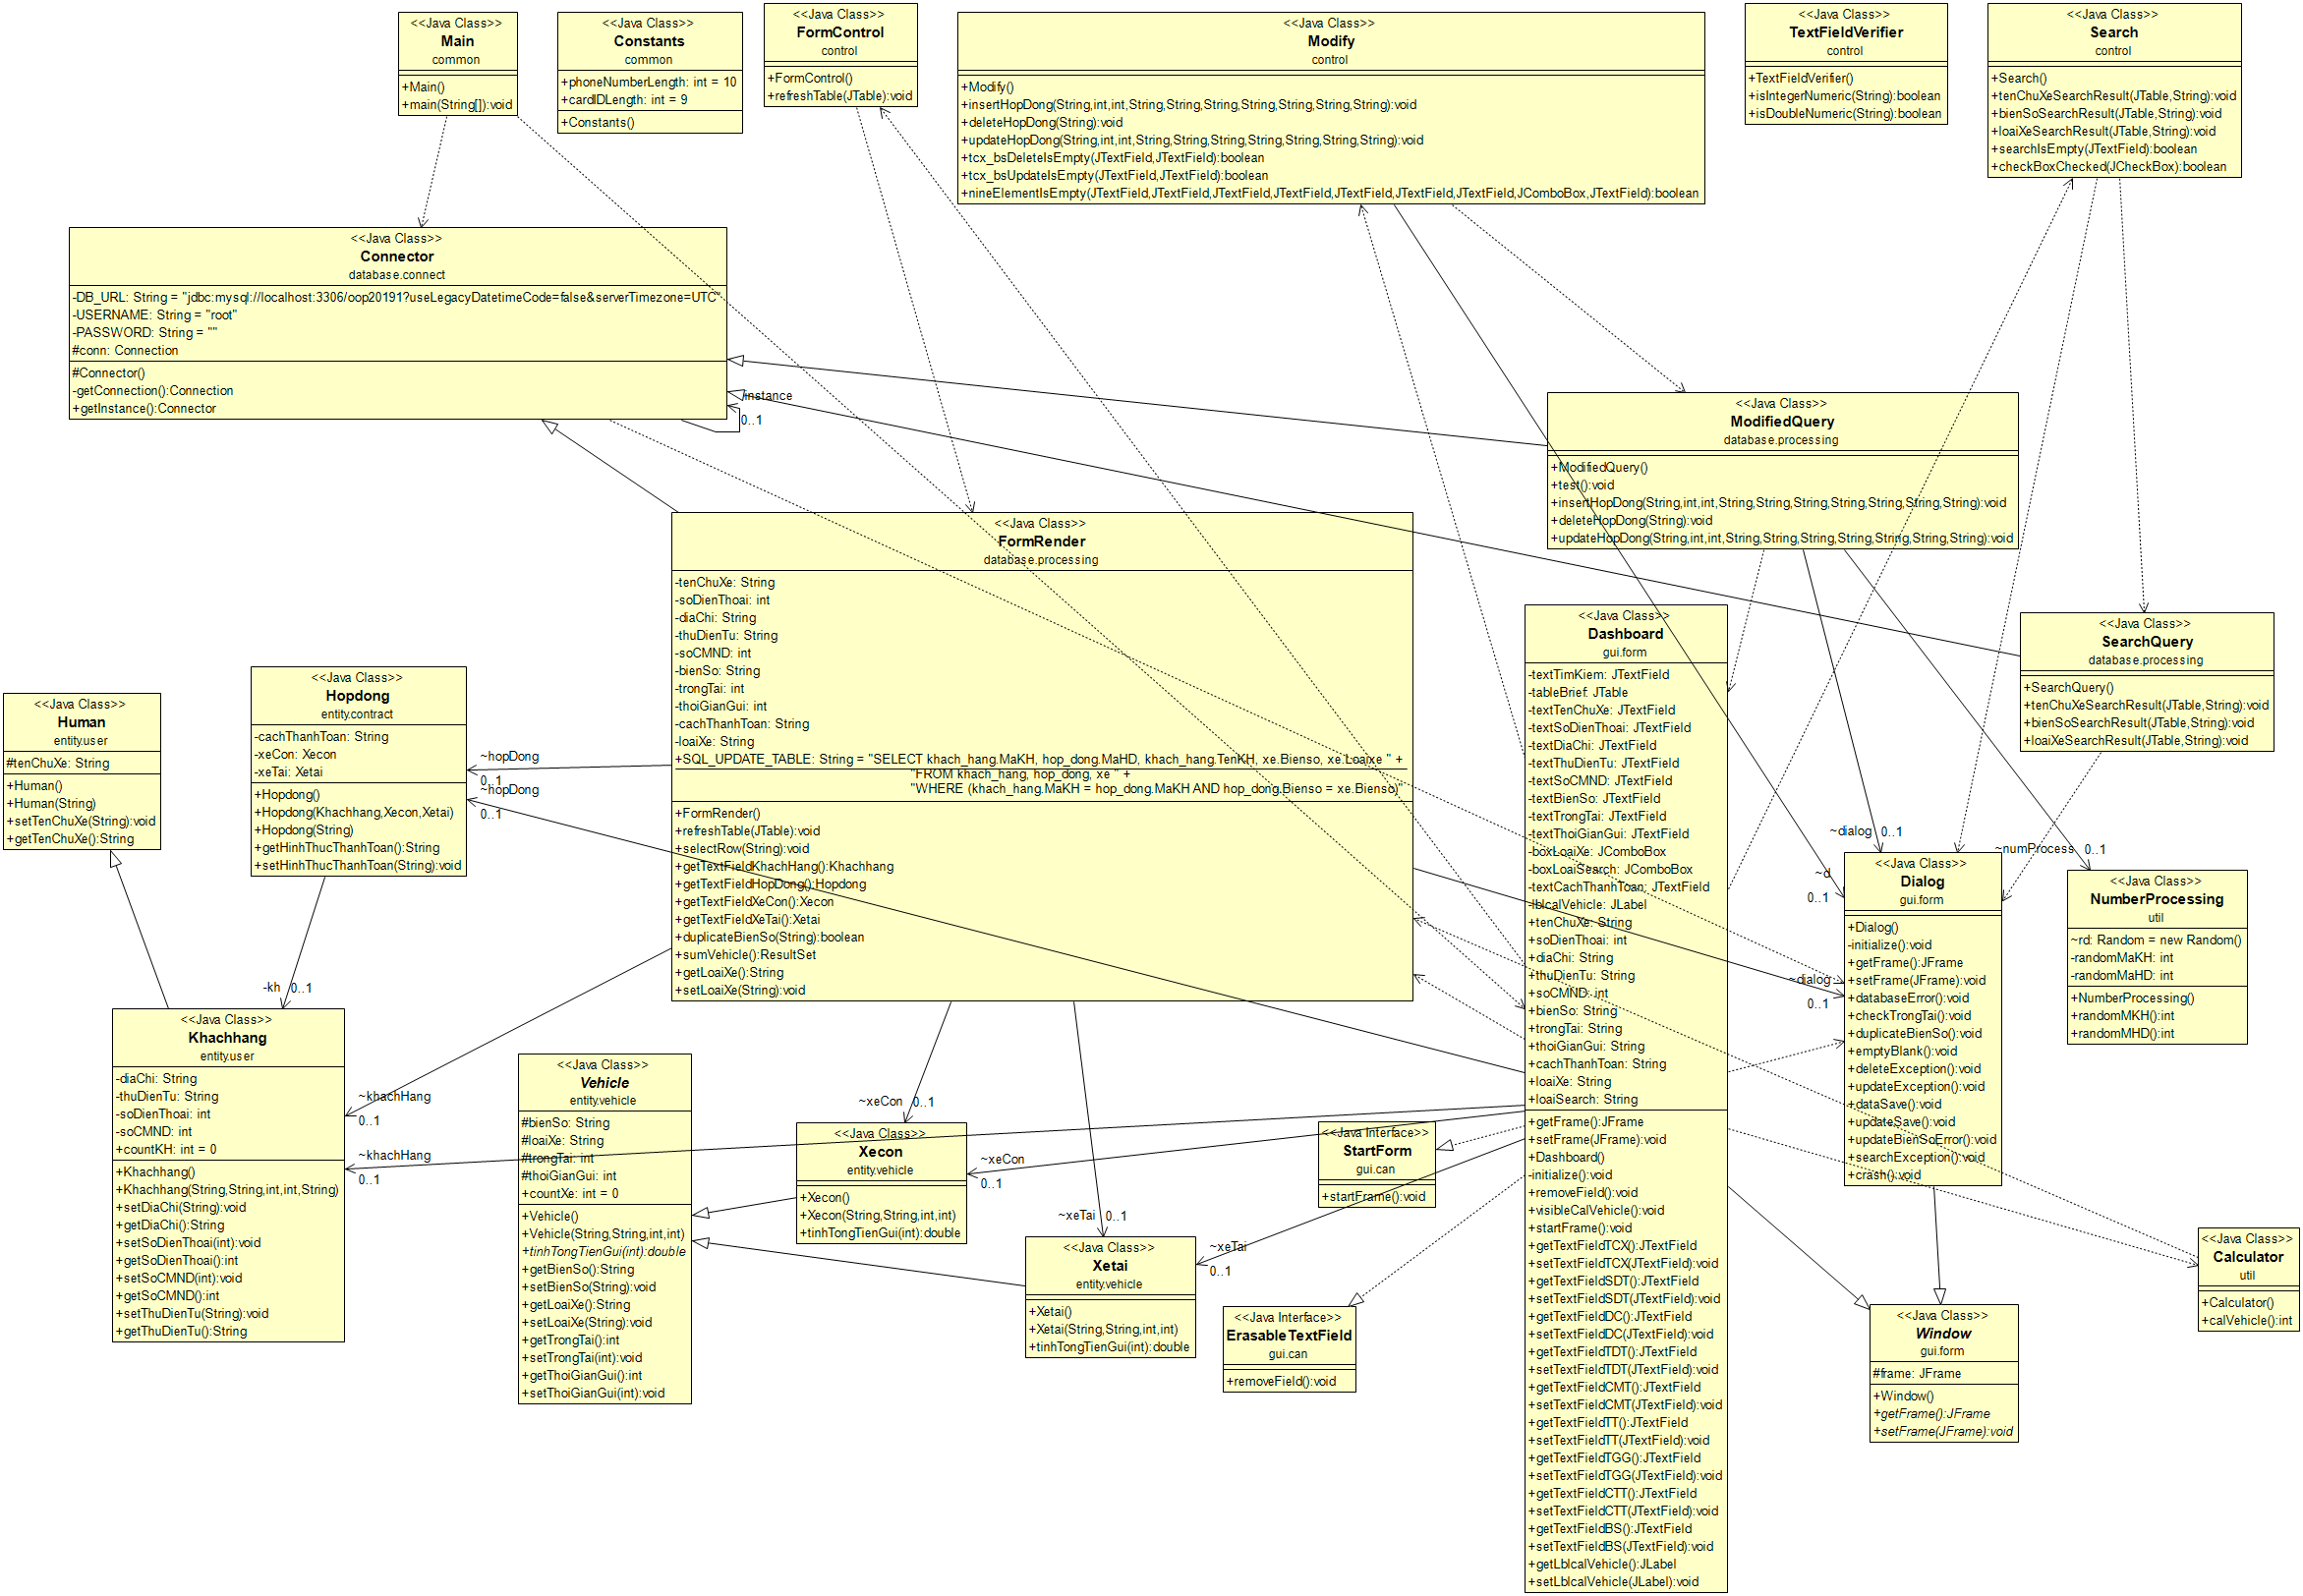 <<Java Class>>
Main
common
+Main()
+main(String[]):void
<<Java Class>>
Constants
common
+phoneNumberLength: int = 10
+cardIDLength: int = 9
+Constants()
<<Java Class>>
FormControl
control
+FormControl()
+refreshTable(JTable):void
<<Java Class>>
Modify
control
+Modify()
+insertHopDong(String,int,int,String,String,String,String,String,String):void
+deleteHopDong(String):void
+updateHopDong(String,int,int,String,String,String,String,String,String):void
+tcx_bsDeleteIsEmpty(JTextField,JTextField):boolean
+tcx_bsUpdateIsEmpty(JTextField,JTextField):boolean
+nineElementIsEmpty(JTextField,JTextField,JTextField,JTextField,JTextField,JTextField,JTextField,JComboBox,JTextField):boolean
<<Java Class>>
TextFieldVerifier
control
+TextFieldVerifier()
+isIntegerNumeric(String):boolean
+isDoubleNumeric(String):boolean
<<Java Class>>
Search
control
+Search()
+tenChuXeSearchResult(JTable,String):void
+bienSoSearchResult(JTable,String):void
+loaiXeSearchResult(JTable,String):void
+searchIsEmpty(JTextField):boolean
+checkBoxChecked(JCheckBox):boolean
<<Java Class>>
Connector
database.connect
-DB_URL: String = "jdbc:mysql://localhost:3306/oop20191?useLegacyDatetimeCode=false&serverTimezone=UTC"
-USERNAME: String = "root"
-PASSWORD: String = ""
#conn: Connection
#Connector()
-getConnection():Connection
+getInstance():Connector
-instance
0..1
<<Java Class>>
ModifiedQuery
database.processing
+ModifiedQuery()
+test():void
+insertHopDong(String,int,int,String,String,String,String,String,String,String):void
+deleteHopDong(String):void
+updateHopDong(String,int,int,String,String,String,String,String,String,String):void
<<Java Class>>
FormRender
database.processing
-tenChuXe: String
-soDienThoai: int
-diaChi: String
-thuDienTu: String
-soCMND: int
-bienSo: String
-trongTai: int
-thoiGianGui: int
-cachThanhToan: String
-loaiXe: String
+SQL_UPDATE_TABLE: String = "SELECT khach_hang.MaKH, hop_dong.MaHD, khach_hang.TenKH, xe.Bienso, xe.Loaixe " +
"FROM khach_hang, hop_dong, xe " +
"WHERE (khach_hang.MaKH = hop_dong.MaKH AND hop_dong.Bienso = xe.Bienso)"
+FormRender()
+refreshTable(JTable):void
+selectRow(String):void
+getTextFieldKhachHang():Khachhang
+getTextFieldHopDong():Hopdong
+getTextFieldXeCon():Xecon
+getTextFieldXeTai():Xetai
+duplicateBienSo(String):boolean
+sumVehicle():ResultSet
+getLoaiXe():String
+setLoaiXe(String):void
<<Java Class>>
SearchQuery
database.processing
+SearchQuery()
+tenChuXeSearchResult(JTable,String):void
+bienSoSearchResult(JTable,String):void
+loaiXeSearchResult(JTable,String):void
<<Java Class>>
Human
entity.user
#tenChuXe: String
+Human()
+Human(String)
+setTenChuXe(String):void
+getTenChuXe():String
<<Java Class>>
Hopdong
entity.contract
-cachThanhToan: String
-xeCon: Xecon
-xeTai: Xetai
+Hopdong()
+Hopdong(Khachhang,Xecon,Xetai)
+Hopdong(String)
+getHinhThucThanhToan():String
+setHinhThucThanhToan(String):void
~hopDong
0..1
~hopDong
0..1
<<Java Class>>
Dashboard
gui.form
-textTimKiem: JTextField
-tableBrief: JTable
-textTenChuXe: JTextField
-textSoDienThoai: JTextField
-textDiaChi: JTextField
-textThuDienTu: JTextField
-textSoCMND: JTextField
-textBienSo: JTextField
-textTrongTai: JTextField
-textThoiGianGui: JTextField
-boxLoaiXe: JComboBox
-boxLoaiSearch: JComboBox
-textCachThanhToan: JTextField
-lblcalVehicle: JLabel
+tenChuXe: String
+soDienThoai: int
+diaChi: String
+thuDienTu: String
+soCMND: int
+bienSo: String
+trongTai: String
+thoiGianGui: String
+cachThanhToan: String
+loaiXe: String
+loaiSearch: String
+getFrame():JFrame
+setFrame(JFrame):void
+Dashboard()
-initialize():void
+removeField():void
+visibleCalVehicle():void
+startFrame():void
+getTextFieldTCX():JTextField
+setTextFieldTCX(JTextField):void
+getTextFieldSDT():JTextField
+setTextFieldSDT(JTextField):void
+getTextFieldDC():JTextField
+setTextFieldDC(JTextField):void
+getTextFieldTDT():JTextField
+setTextFieldTDT(JTextField):void
+getTextFieldCMT():JTextField
+setTextFieldCMT(JTextField):void
+getTextFieldTT():JTextField
+setTextFieldTT(JTextField):void
+getTextFieldTGG():JTextField
+setTextFieldTGG(JTextField):void
+getTextFieldCTT():JTextField
+setTextFieldCTT(JTextField):void
+getTextFieldBS():JTextField
+setTextFieldBS(JTextField):void
+getLblcalVehicle():JLabel
+setLblcalVehicle(JLabel):void
~dialog 0..1
~numProcess 0..1
~d
0..1
~dialog
0..1
<<Java Class>>
Dialog
gui.form
+Dialog()
-initialize():void
+getFrame():JFrame
+setFrame(JFrame):void
+databaseError():void
+checkTrongTai():void
+duplicateBienSo():void
+emptyBlank():void
+deleteException():void
+updateException():void
+dataSave():void
+updateSave():void
+updateBienSoError():void
+searchException():void
+crash():void
<<Java Class>>
NumberProcessing
util
~rd: Random = new Random()
-randomMaKH: int
-randomMaHD: int
+NumberProcessing()
+randomMKH():int
+randomMHD():int
-kh 0..1
<<Java Class>>
Khachhang
entity.user
-diaChi: String
-thuDienTu: String
-soDienThoai: int
-soCMND: int
+countKH: int = 0
+Khachhang()
+Khachhang(String,String,int,int,String)
+setDiaChi(String):void
+getDiaChi():String
+setSoDienThoai(int):void
+getSoDienThoai():int
+setSoCMND(int):void
+getSoCMND():int
+setThuDienTu(String):void
+getThuDienTu():String
~khachHang
0..1
~khachHang
0..1
<<Java Class>>
Vehicle
entity.vehicle
#bienSo: String
#loaiXe: String
#trongTai: int
#thoiGianGui: int
+countXe: int = 0
+Vehicle()
+Vehicle(String,String,int,int)
+tinhTongTienGui(int):double
+getBienSo():String
+setBienSo(String):void
+getLoaiXe():String
+setLoaiXe(String):void
+getTrongTai():int
+setTrongTai(int):void
+getThoiGianGui():int
+setThoiGianGui(int):void
~xeCon 0..1
<<Java Class>>
Xecon
entity.vehicle
+Xecon()
+Xecon(String,String,int,int)
+tinhTongTienGui(int):double
~xeCon
0..1
~xeTai 0..1
<<Java Class>>
Xetai
entity.vehicle
+Xetai()
+Xetai(String,String,int,int)
+tinhTongTienGui(int):double
~xeTai
0..1
<<Java Interface>>
StartForm
gui.can
+startFrame():void
<<Java Interface>>
ErasableTextField
gui.can
+removeField():void
<<Java Class>>
Window
gui.form
#frame: JFrame
+Window()
+getFrame():JFrame
+setFrame(JFrame):void
<<Java Class>>
Calculator
util
+Calculator()
+calVehicle():int